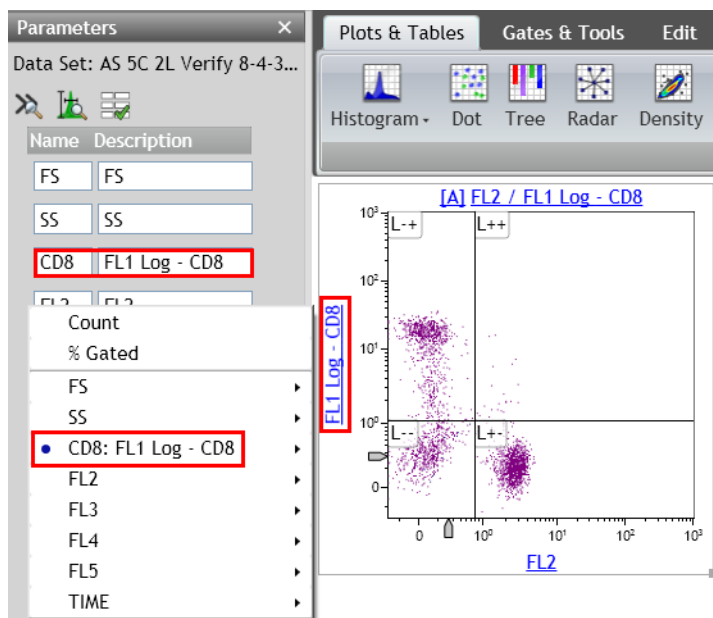 Parameters ×
Data Set: AS 5C 2L Verify 8-4-3...
Name Description
FS FS
SS SS
CD8 FL1 Log - CD8
FL2 FL2
Count
% Gated
FS
SS
CD8: FL1 Log - CD8
FL2
FL3
FL4
FL5
TIME
Plots & Tables Gates & Tools Edit
Histogram Dot Tree Radar Density
[A] FL2 / FL1 Log - CD8
L-+ L++
L-- L+-
10³
10²
10¹
10⁰
0
FL1 Log - CD8
0 10⁰ 10¹ 10² 10³
FL2